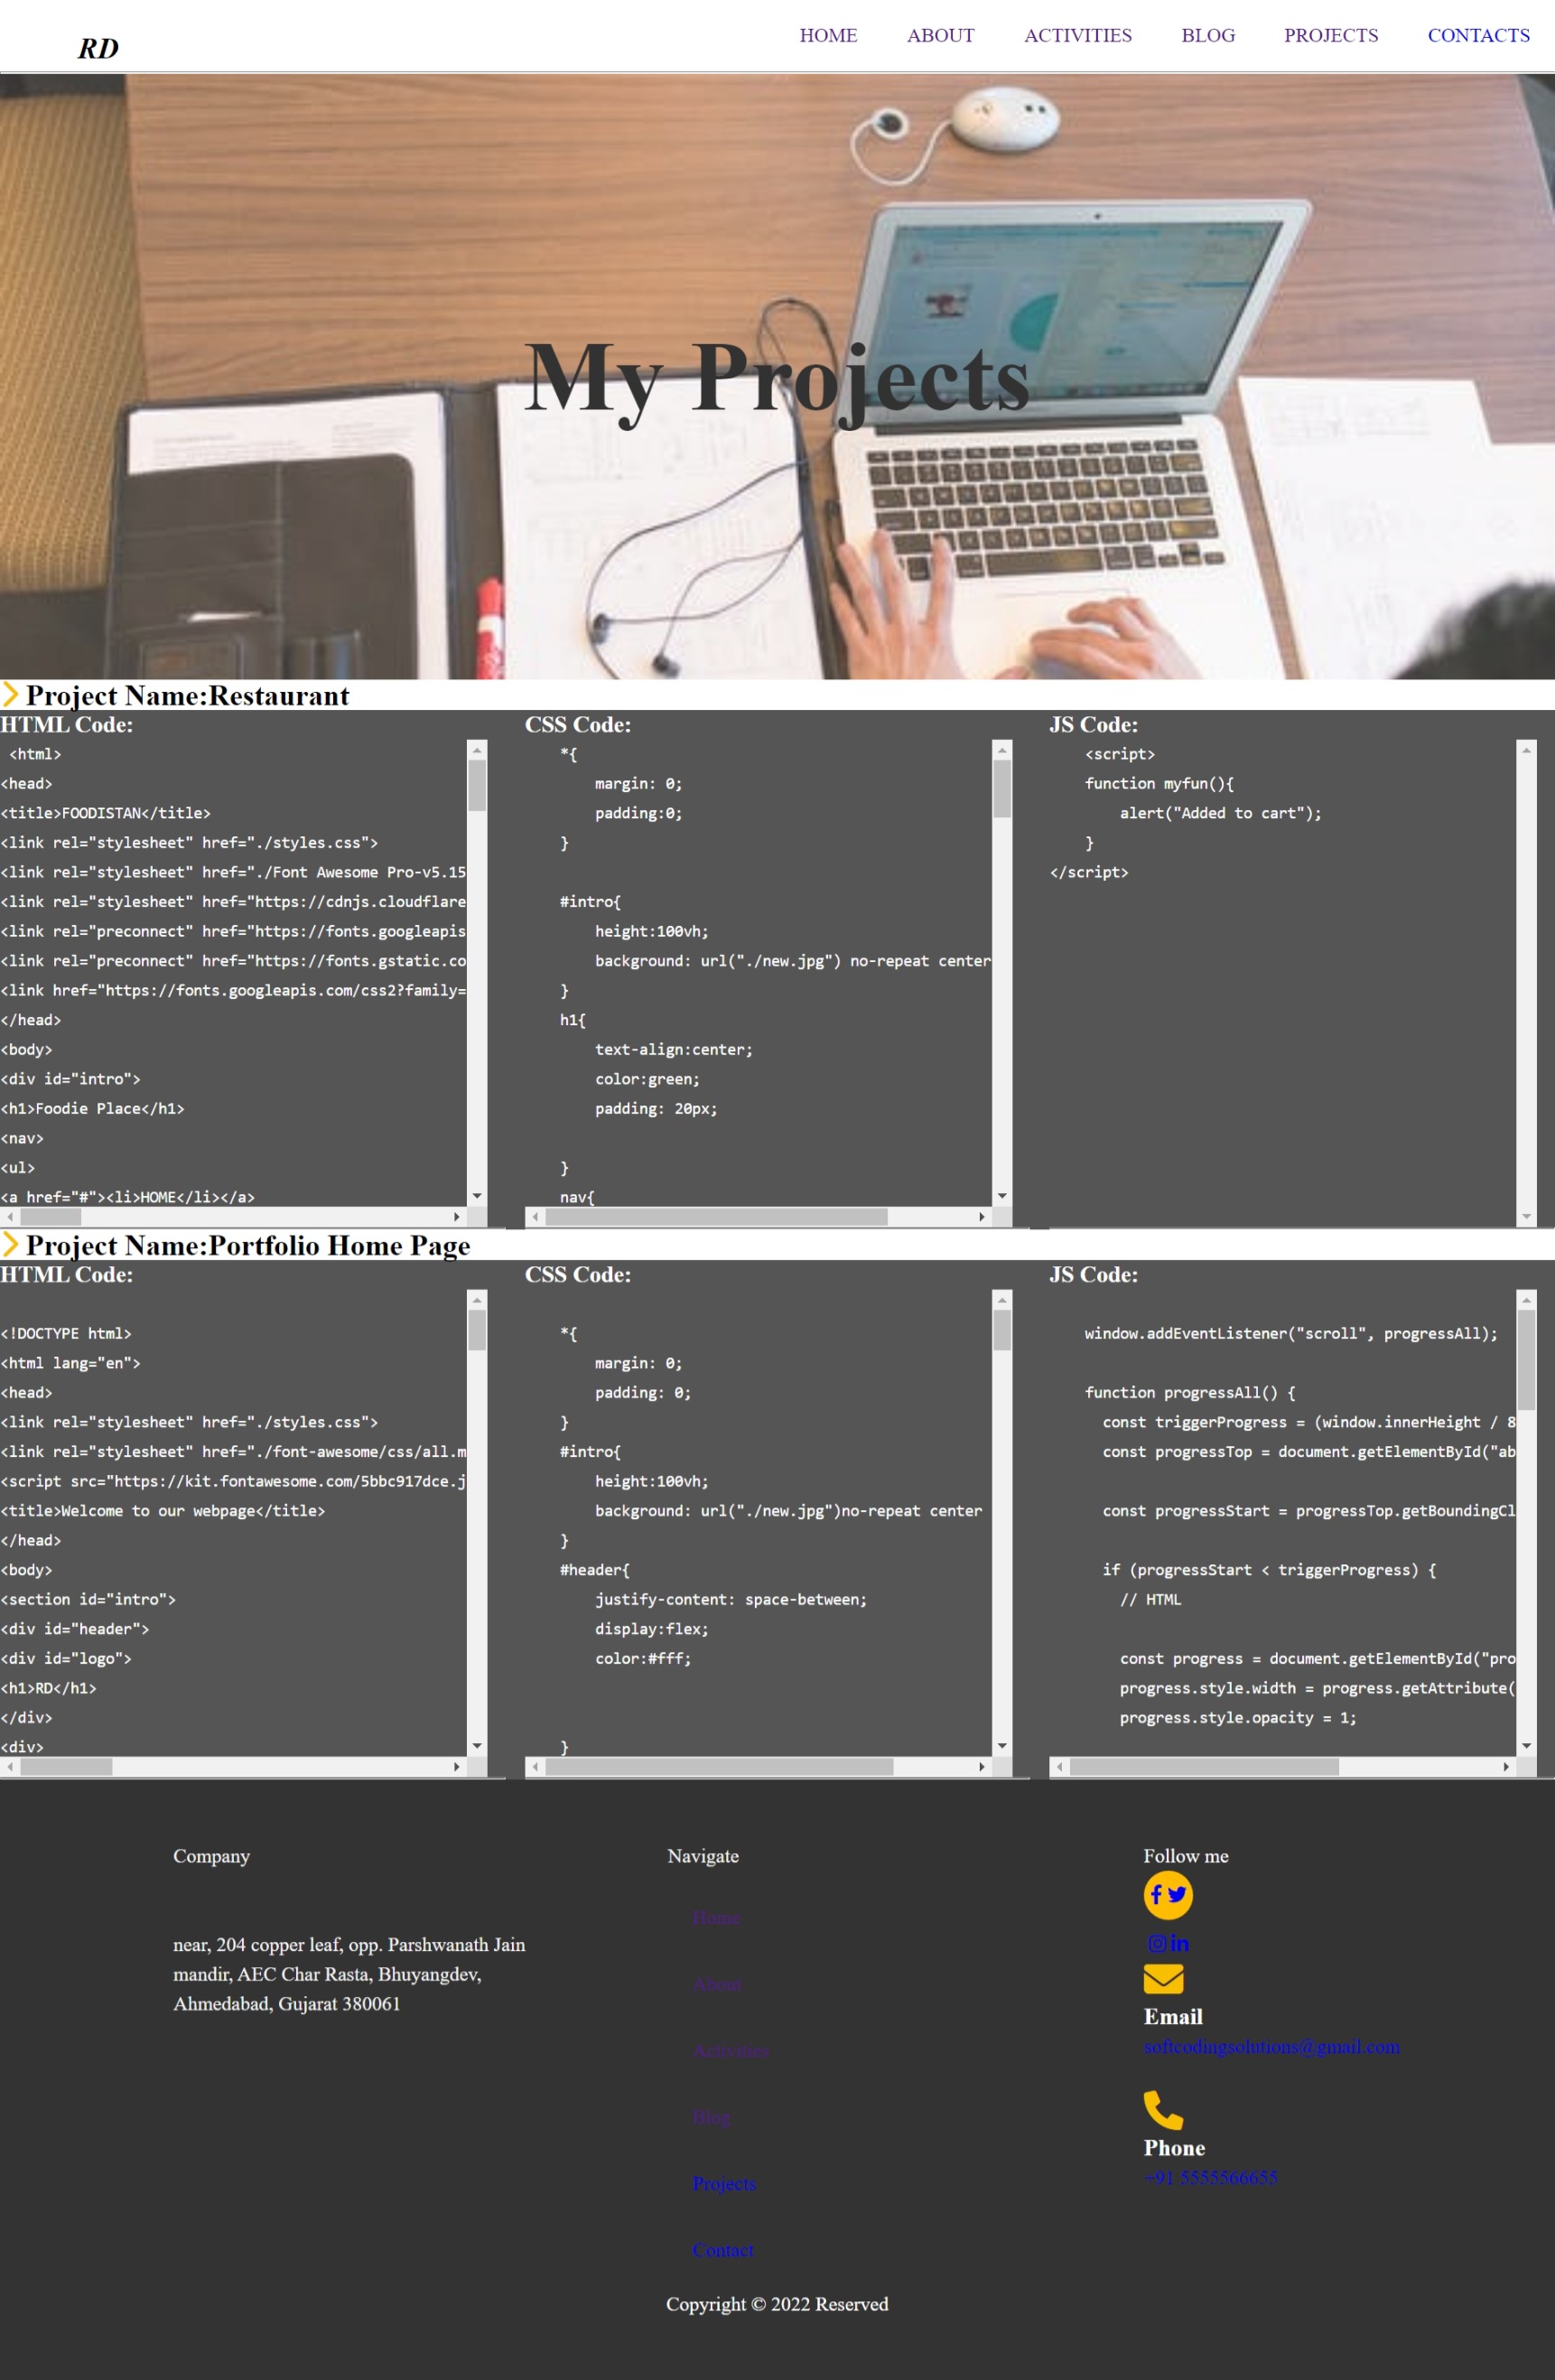 RD
HOME ABOUT ACTIVITIES BLOG PROJECTS CONTACTS
My Projects
Project Name:Restaurant
HTML Code:
<html>
<head>
<title>FOODISTAN</title>
<link rel="stylesheet" href="./styles.css">
<link rel="stylesheet" href="./Font Awesome Pro-v5.15
<link rel="stylesheet" href="https://cdnjs.cloudflare
<link rel="preconnect" href="https://fonts.googleapis
<link rel="preconnect" href="https://fonts.gstatic.co
<link href="https://fonts.googleapis.com/css2?family=
</head>
<body>
<div id="intro">
<h1>Foodie Place</h1>
<nav>
<ul>
<a href="#"><li>HOME</li></a>
CSS Code:
*{
margin: 0;
padding:0;
}
#intro{
height:100vh;
background: url("./new.jpg") no-repeat center
}
h1{
text-align:center;
color:green;
padding: 20px;
}
nav{
JS Code:
<script>
function myfun(){
alert("Added to cart");
}
</script>
Project Name:Portfolio Home Page
HTML Code:
<!DOCTYPE html>
<html lang="en">
<head>
<link rel="stylesheet" href="./styles.css">
<link rel="stylesheet" href="./font-awesome/css/all.m
<script src="https://kit.fontawesome.com/5bbc917dce.j
<title>Welcome to our webpage</title>
</head>
<body>
<section id="intro">
<div id="header">
<div id="logo">
<h1>RD</h1>
</div>
<div>
CSS Code:
*{
margin: 0;
padding: 0;
}
#intro{
height:100vh;
background: url("./new.jpg")no-repeat center
}
#header{
justify-content: space-between;
display:flex;
color:#fff;
}
JS Code:
window.addEventListener("scroll", progressAll);
function progressAll() {
const triggerProgress = (window.innerHeight / 8
const progressTop = document.getElementById("ab
const progressStart = progressTop.getBoundingCl
if (progressStart < triggerProgress) {
// HTML
const progress = document.getElementById("pro
progress.style.width = progress.getAttribute(
progress.style.opacity = 1;
Company
near, 204 copper leaf, opp. Parshwanath Jain
mandir, AEC Char Rasta, Bhuyangdev,
Ahmedabad, Gujarat 380061
Navigate
Home
About
Activities
Blog
Projects
Contact
Follow me
Email
softcodingsolutions@gmail.com
Phone
+91 5555566655
Copyright © 2022 Reserved